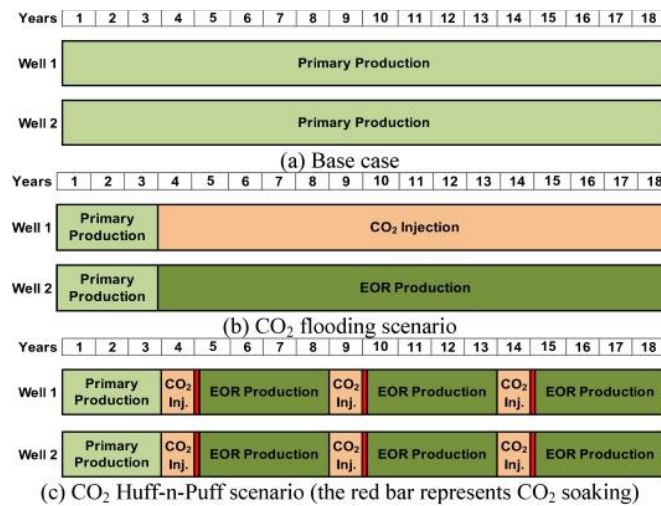 Years 1 2 3 4 5 6 7 8 9 10 11 12 13 14 15 16 17 18
Well 1 Primary Production
Well 2 Primary Production
(a) Base case
Years 1 2 3 4 5 6 7 8 9 10 11 12 13 14 15 16 17 18
Well 1 Primary Production CO₂ Injection
Well 2 Primary Production EOR Production
(b) CO₂ flooding scenario
Years 1 2 3 4 5 6 7 8 9 10 11 12 13 14 15 16 17 18
Well 1 Primary Production CO₂ Inj. EOR Production CO₂ Inj. EOR Production CO₂ Inj. EOR Production
Well 2 Primary Production CO₂ Inj. EOR Production CO₂ Inj. EOR Production CO₂ Inj. EOR Production
(c) CO₂ Huff-n-Puff scenario (the red bar represents CO₂ soaking)